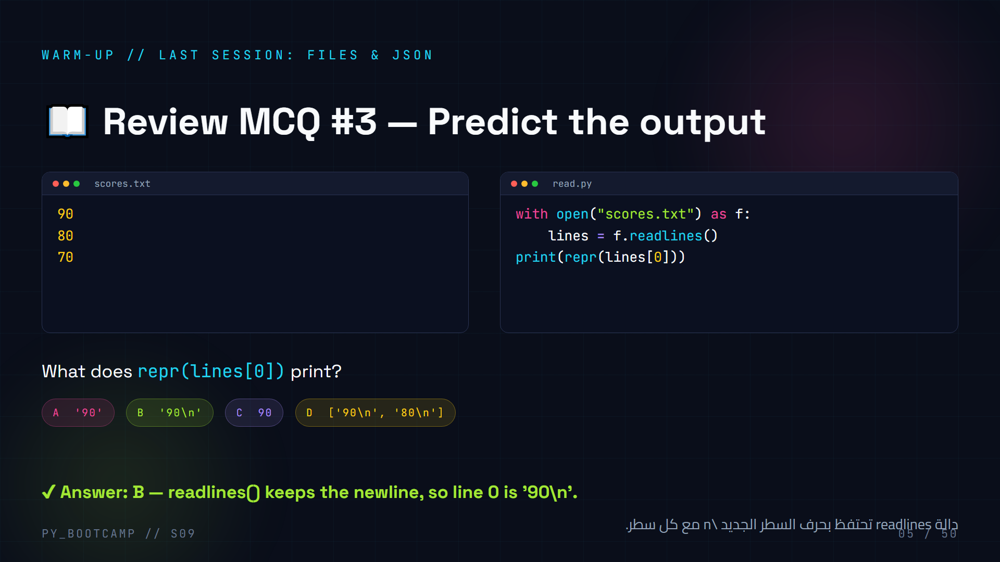 WARM-UP // LAST SESSION: FILES & JSON
📖 Review MCQ #3 — Predict the output
scores.txt
90
80
70
read.py
with open("scores.txt") as f:
    lines = f.readlines()
print(repr(lines[0]))
What does repr(lines[0]) print?
A '90'
B '90\n'
C 90
D ['90\n', '80\n']
✓ Answer: B — readlines() keeps the newline, so line 0 is ’90\n’.
دالة readlines تحتفظ بحرف السطر الجديد \n مع كل سطر.
PY_BOOTCAMP // S09
05 / 50